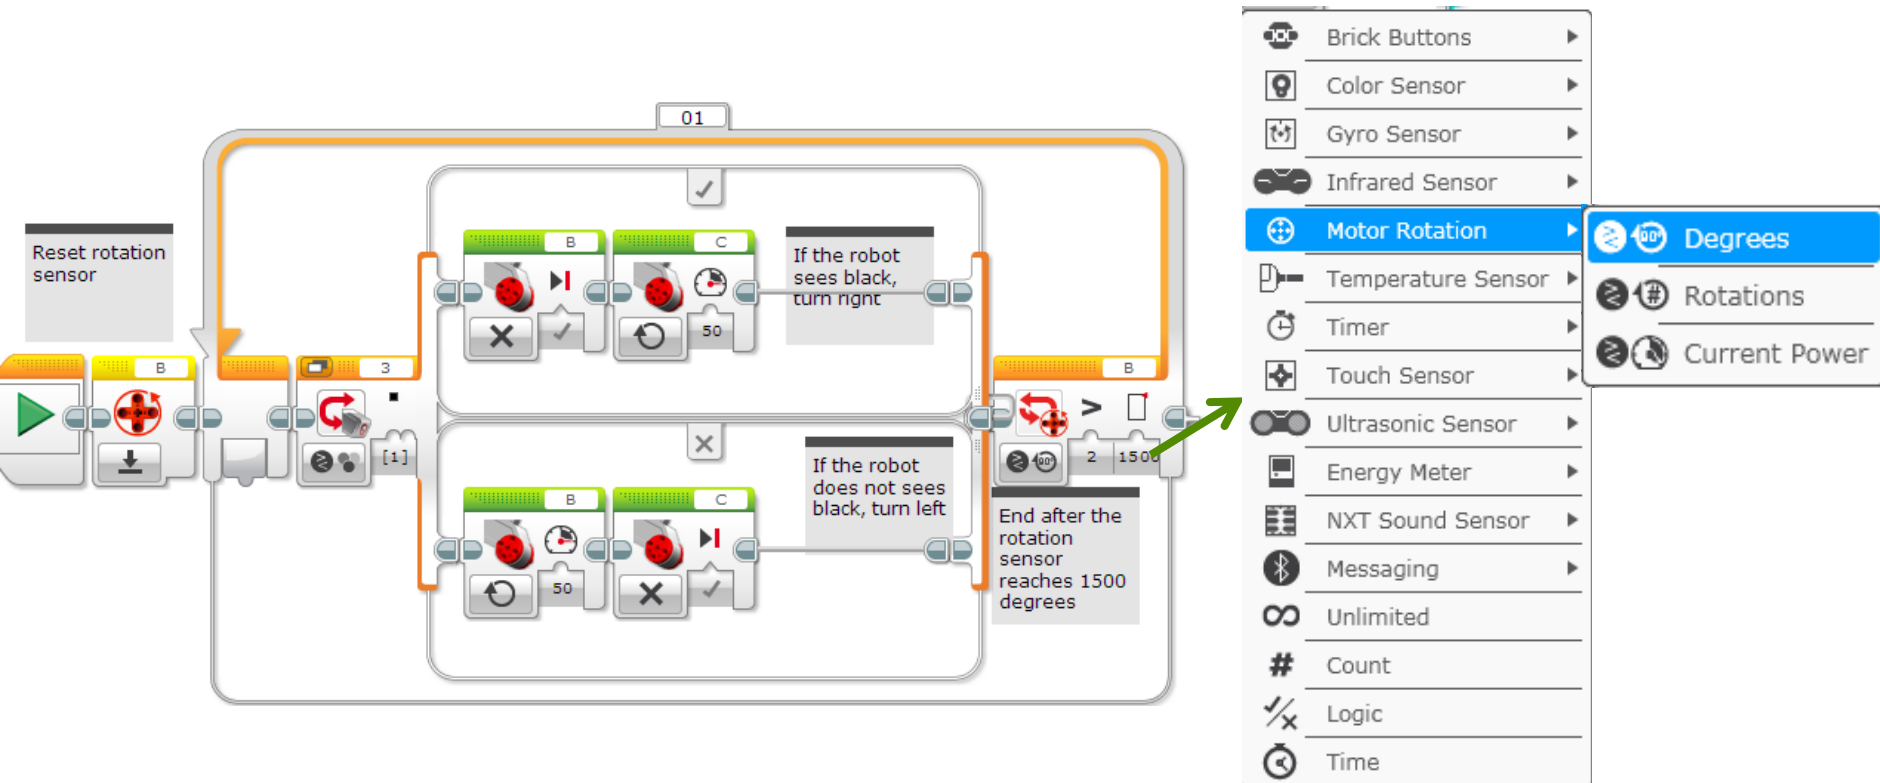 01
Reset rotation
sensor
B
C
If the robot
sees black,
turn right
50
B
3
[1]
B
>
2
1500
If the robot
does not sees
black, turn left
B
C
50
End after the
rotation
sensor
reaches 1500
degrees
Brick Buttons
Color Sensor
Gyro Sensor
Infrared Sensor
Motor Rotation
Temperature Sensor
Timer
Touch Sensor
Ultrasonic Sensor
Energy Meter
NXT Sound Sensor
Messaging
Unlimited
# Count
Logic
Time
Degrees
# Rotations
Current Power